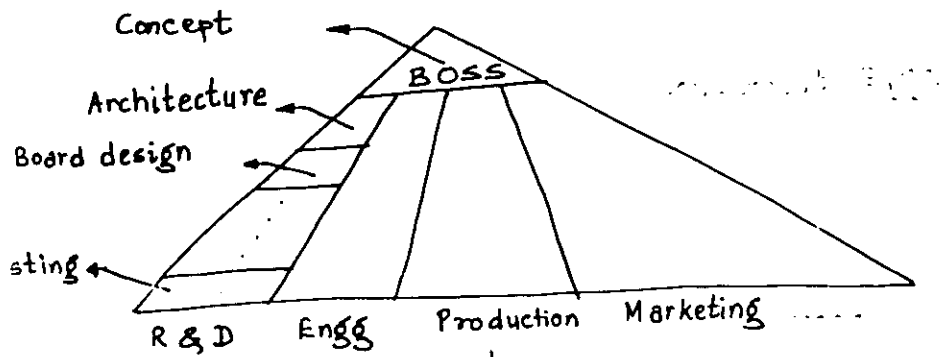 Concept
BOSS
Architecture
Board design
sting
R & D Engg Production Marketing .....